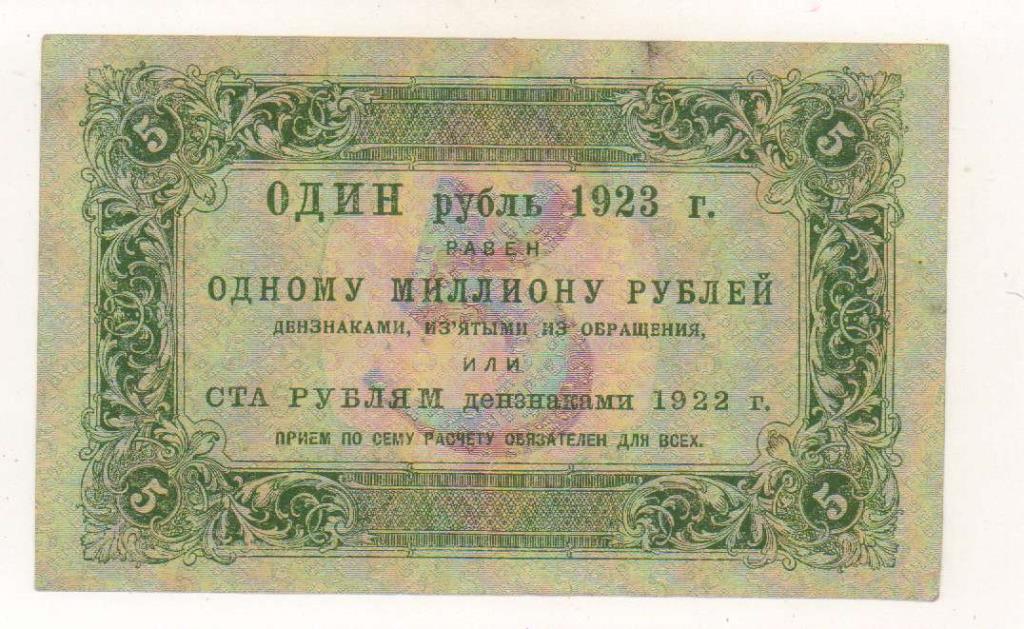 5 5
ОДИН рубль 1923 г.
РАВЕН
ОДНОМУ МИЛЛИОНУ РУБЛЕЙ
ДЕНЗНАКАМИ, ИЗ'ЯТЫМИ ИЗ ОБРАЩЕНИЯ,
ИЛИ
5
СТА РУБЛЯМ дензнаками 1922 г.
ПРИЕМ ПО СЕМУ РАСЧЕТУ ОБЯЗАТЕЛЕН ДЛЯ ВСЕХ.
5 5